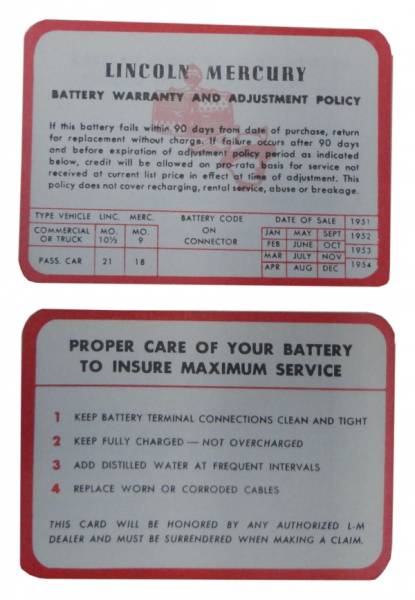 LINCOLN MERCURY
BATTERY WARRANTY AND ADJUSTMENT POLICY
If this battery fails within 90 days from date of purchase, return
for replacement without charge. If failure occurs after 90 days
and before expiration of adjustment policy period as indicated
below, credit will be allowed on pro-rata basis for service not
received at current list price in effect at time of adjustment. This
policy does not cover recharging, rental service, abuse or breakage.
TYPE VEHICLE LINC. MERC. BATTERY CODE ON CONNECTOR DATE OF SALE 1951
COMMERCIAL OR TRUCK MO. 10½ MO. 9 JAN MAY SEPT 1952
FEB JUNE OCT 1953
PASS. CAR 21 18 MAR JULY NOV 1954
APR AUG DEC
PROPER CARE OF YOUR BATTERY
TO INSURE MAXIMUM SERVICE
1 KEEP BATTERY TERMINAL CONNECTIONS CLEAN AND TIGHT
2 KEEP FULLY CHARGED — NOT OVERCHARGED
3 ADD DISTILLED WATER AT FREQUENT INTERVALS
4 REPLACE WORN OR CORRODED CABLES
THIS CARD WILL BE HONORED BY ANY AUTHORIZED L-M
DEALER AND MUST BE SURRENDERED WHEN MAKING A CLAIM.